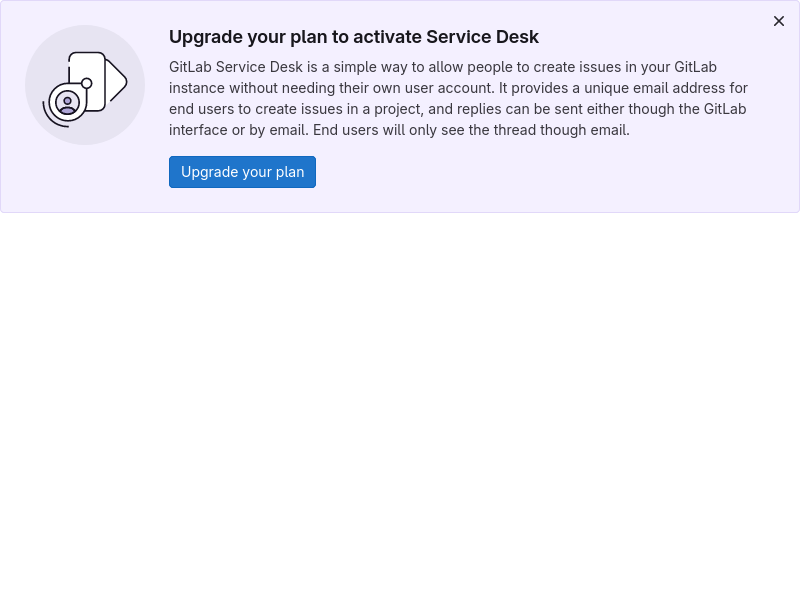 Upgrade your plan to activate Service Desk
GitLab Service Desk is a simple way to allow people to create issues in your GitLab
instance without needing their own user account. It provides a unique email address for
end users to create issues in a project, and replies can be sent either though the GitLab
interface or by email. End users will only see the thread though email.
Upgrade your plan